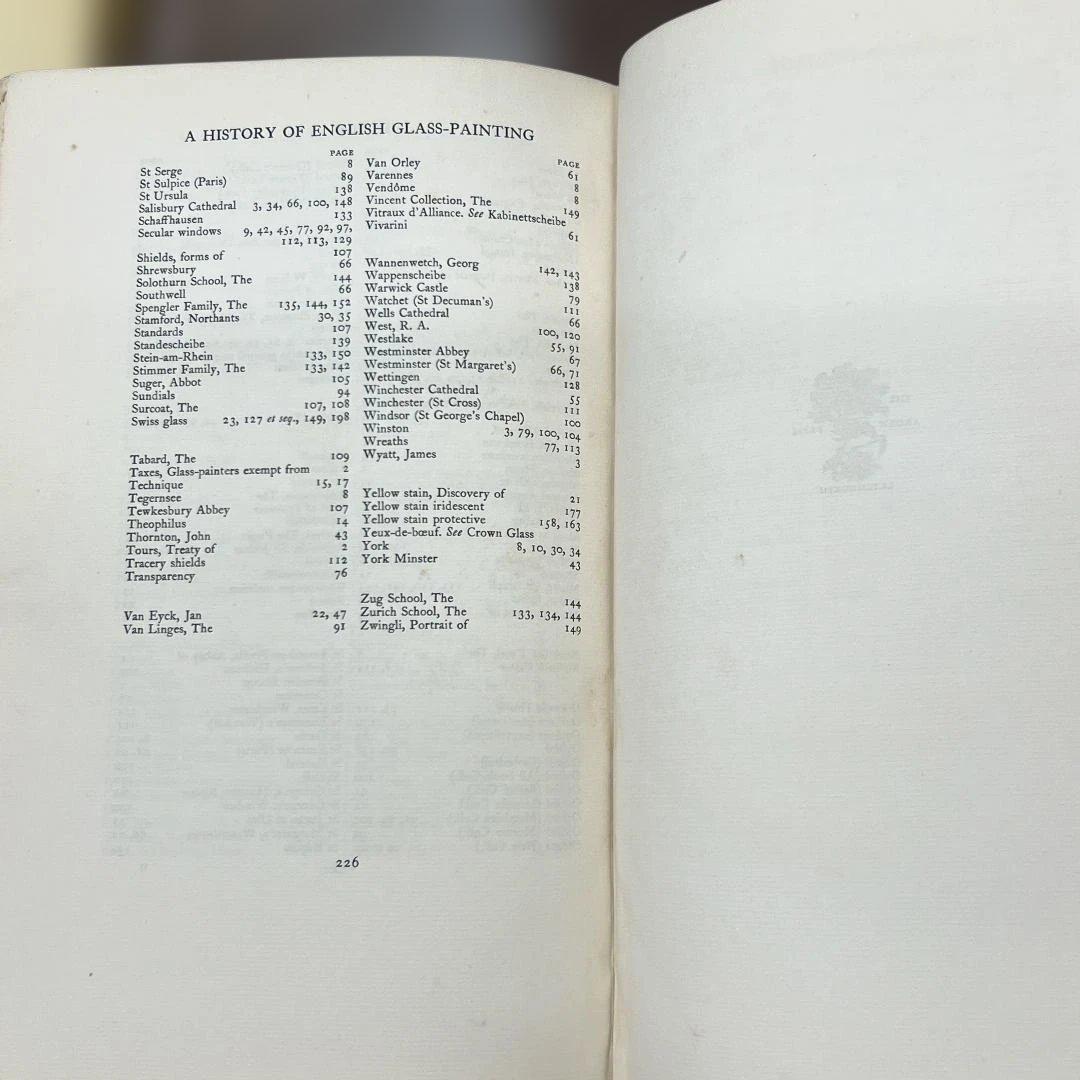 A HISTORY OF ENGLISH GLASS-PAINTING
PAGE
St Serge 8
St Sulpice (Paris) 89
St Ursula 138
Salisbury Cathedral 3, 34, 66, 100, 148
Schaffhausen 133
Secular windows 9, 42, 45, 77, 92, 97,
112, 113, 129
Shields, forms of 107
Shrewsbury 66
Solothurn School, The 144
Southwell 66
Spengler Family, The 135, 144, 152
Stamford, Northants 30, 35
Standards 107
Standescheibe 139
Stein-am-Rhein 133, 150
Stimmer Family, The 133, 142
Suger, Abbot 105
Sundials 94
Surcoat, The 107, 108
Swiss glass 23, 127 et seq., 149, 198
Tabard, The 109
Taxes, Glass-painters exempt from 2
Technique 15, 17
Tegernsee 8
Tewkesbury Abbey 107
Theophilus 14
Thornton, John 43
Tours, Treaty of 2
Tracery shields 112
Transparency 76
Van Eyck, Jan 22, 47
Van Linges, The 91
PAGE
Van Orley 61
Varennes 8
Vendôme 8
Vincent Collection, The 149
Vitraux d'Alliance. See Kabinettscheibe
Vivarini 61
Wannenwetch, Georg 142, 143
Wappenscheibe 138
Warwick Castle 79
Watchet (St Decuman's) 111
Wells Cathedral 66
West, R. A. 100, 120
Westlake 55, 91
Westminster Abbey 67
Westminster (St Margaret's) 66, 71
Wettingen 128
Winchester Cathedral 55
Winchester (St Cross) 111
Windsor (St George's Chapel) 100
Winston 3, 79, 100, 104
Wreaths 77, 113
Wyatt, James 3
Yellow stain, Discovery of 21
Yellow stain iridescent 177
Yellow stain protective 158, 163
Yeux-de-bœuf. See Crown Glass
York 8, 10, 30, 34
York Minster 43
Zug School, The 144
Zurich School, The 133, 134, 144
Zwingli, Portrait of 149
226